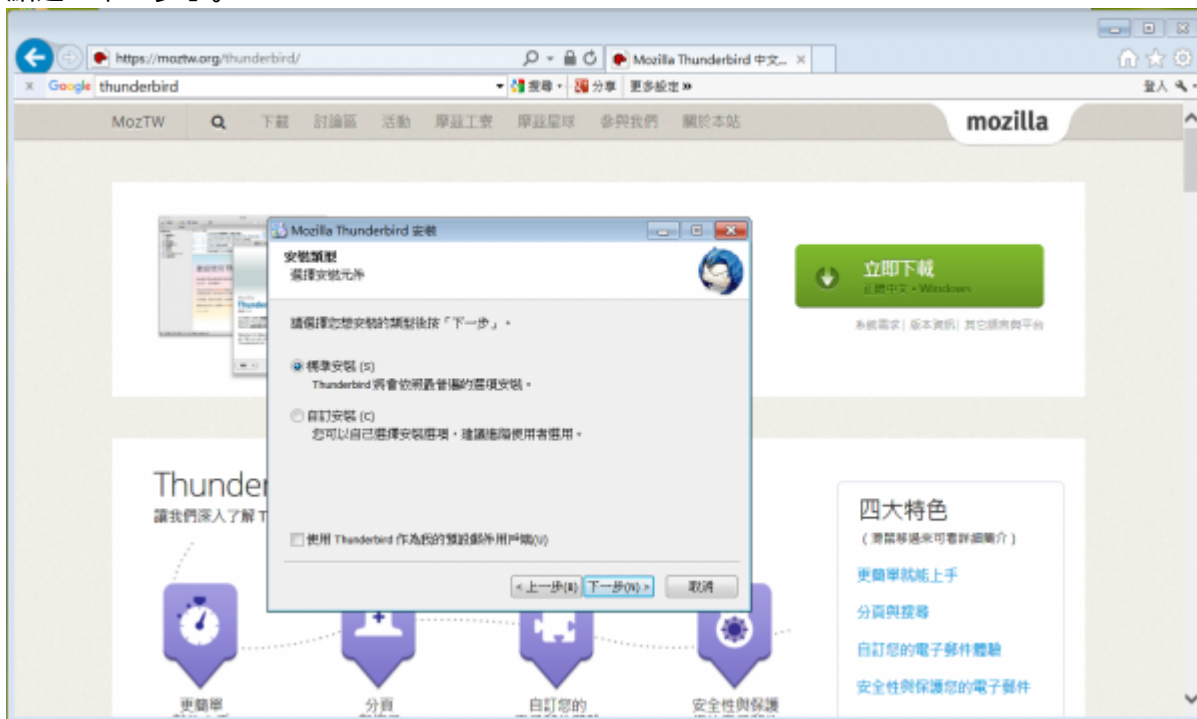 https://moztw.org/thunderbird/
Mozilla Thunderbird 中文...
Google
thunderbird
搜尋
分享
更多設定 »
登入
MozTW
下載
討論區
活動
摩茲工寮
摩茲星球
參與我們
關於本站
mozilla
立即下載
正體中文 • Windows
系統需求 | 版本資訊 | 其它語言與平台
Mozilla Thunderbird 安裝
安裝類型
選擇安裝元件
請選擇您想安裝的類型後按「下一步」。
標準安裝 (S)
Thunderbird 將會依照最普遍的選項安裝。
自訂安裝 (C)
您可以自己選擇安裝選項，建議進階使用者選用。
使用 Thunderbird 作為我的預設郵件用戶端(U)
< 上一步(B)
下一步(N) >
取消
Thunder
讓我們深入了解 T
更簡單
分頁
自訂您的
安全性與保護
四大特色
（滑鼠移過來可看詳細簡介）
更簡單就能上手
分頁與搜尋
自訂您的電子郵件體驗
安全性與保護您的電子郵件